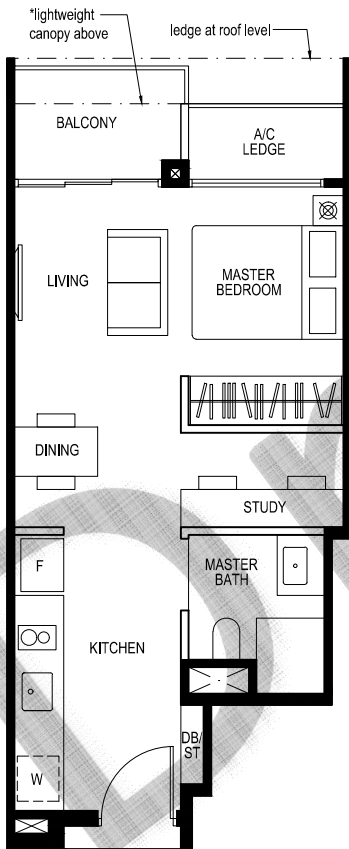 *lightweight
canopy above
ledge at roof level
BALCONY
A/C
LEDGE
LIVING
MASTER
BEDROOM
DINING
STUDY
F
MASTER
BATH
KITCHEN
DB/
ST
W